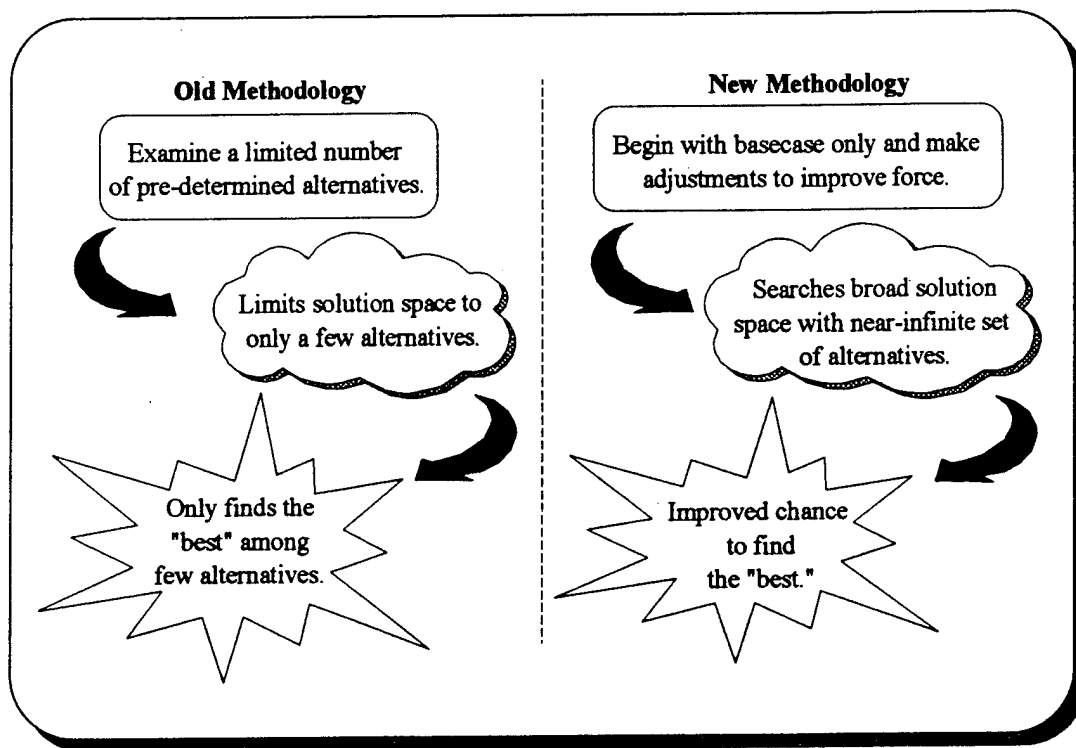 Old Methodology
Examine a limited number
of pre-determined alternatives.
Limits solution space to
only a few alternatives.
Only finds the
"best" among
few alternatives.
New Methodology
Begin with basecase only and make
adjustments to improve force.
Searches broad solution
space with near-infinite set
of alternatives.
Improved chance
to find
the "best."